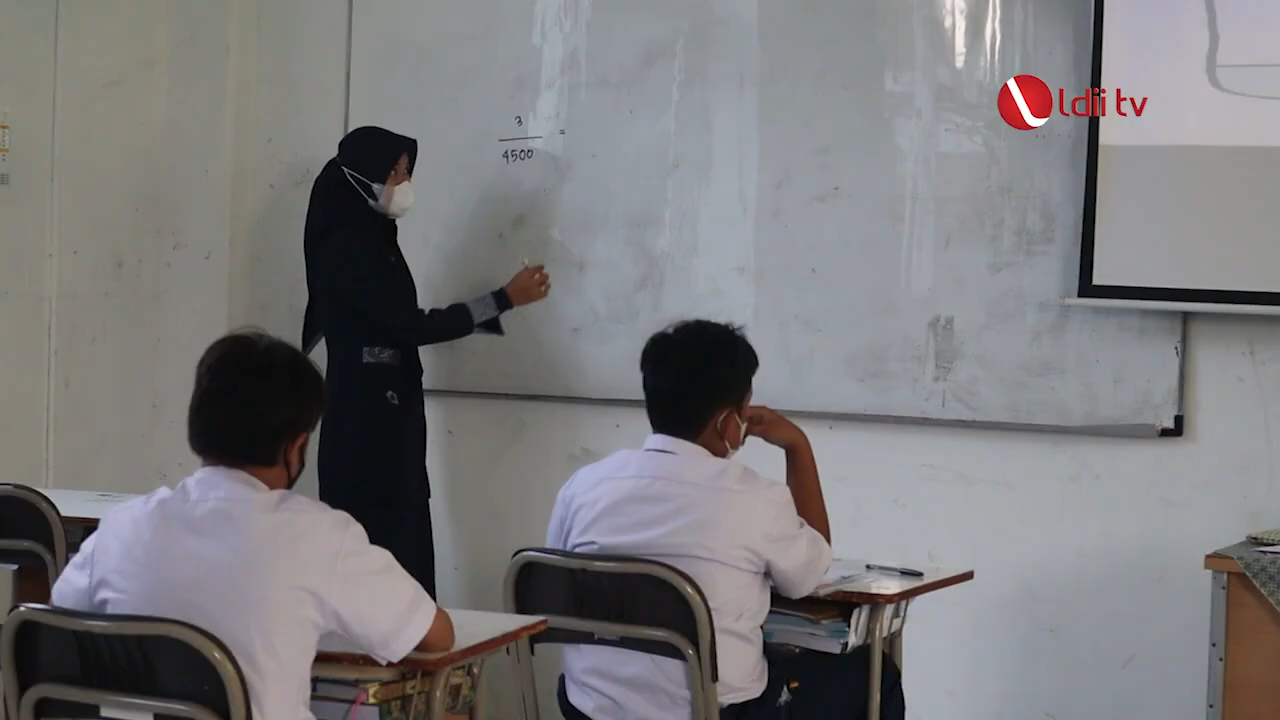 ldii tv
3
4500
=